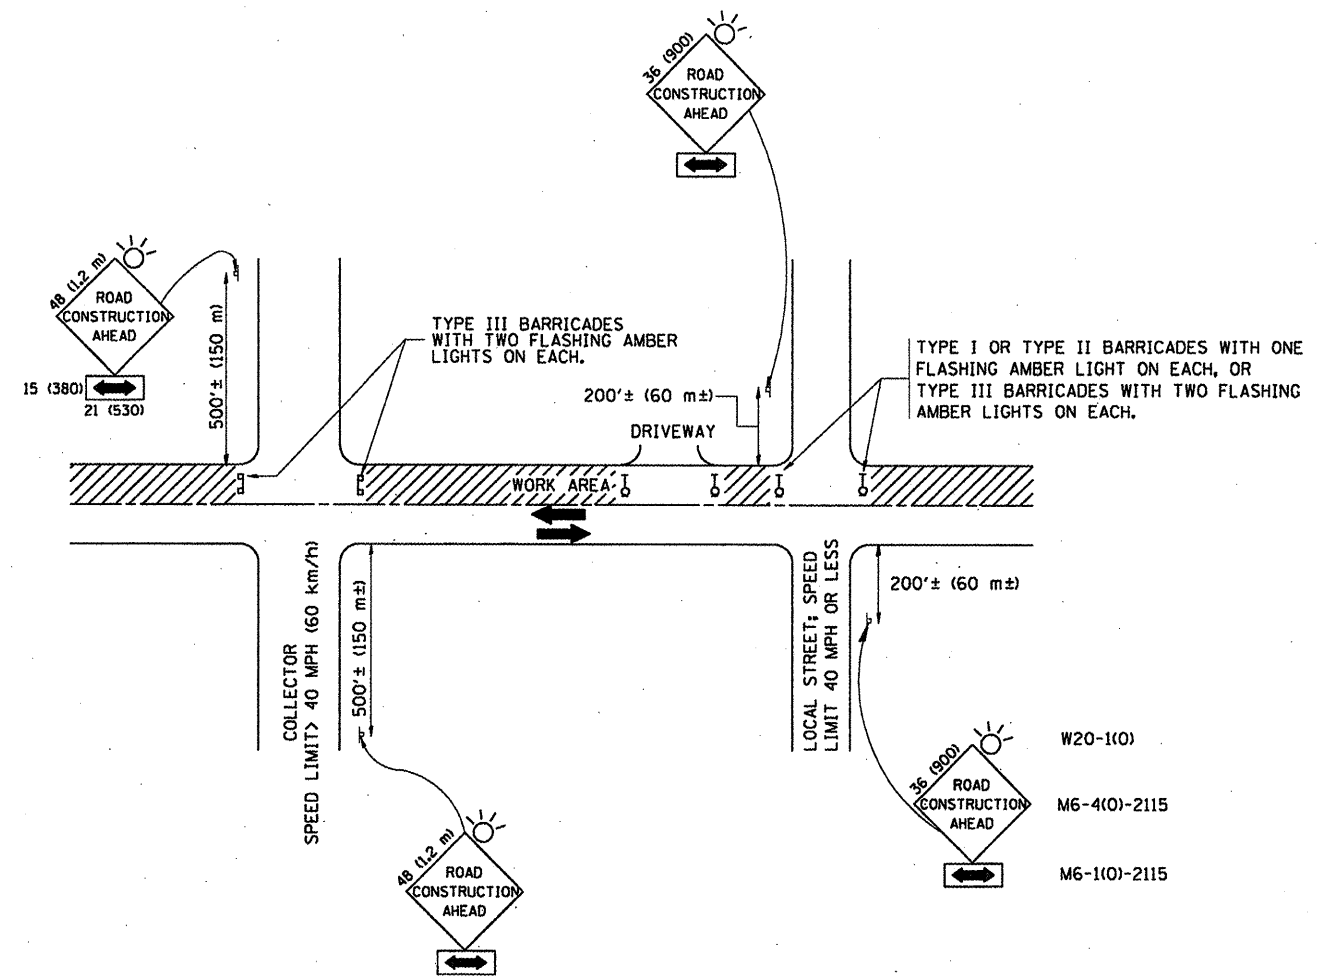 36 (900)
ROAD
CONSTRUCTION
AHEAD
48 (1.2 m)
ROAD
CONSTRUCTION
AHEAD
15 (380)
21 (530)
500'± (150 m)
TYPE III BARRICADES
WITH TWO FLASHING AMBER
LIGHTS ON EACH.
200'± (60 m±)
DRIVEWAY
TYPE I OR TYPE II BARRICADES WITH ONE
FLASHING AMBER LIGHT ON EACH, OR
TYPE III BARRICADES WITH TWO FLASHING
AMBER LIGHTS ON EACH.
WORK AREA
COLLECTOR
SPEED LIMIT> 40 MPH (60 km/h)
500'± (150 m±)
LOCAL STREET; SPEED
LIMIT 40 MPH OR LESS
200'± (60 m±)
48 (1.2 m)
ROAD
CONSTRUCTION
AHEAD
36 (900)
ROAD
CONSTRUCTION
AHEAD
W20-1(O)
M6-4(O)-2115
M6-1(O)-2115